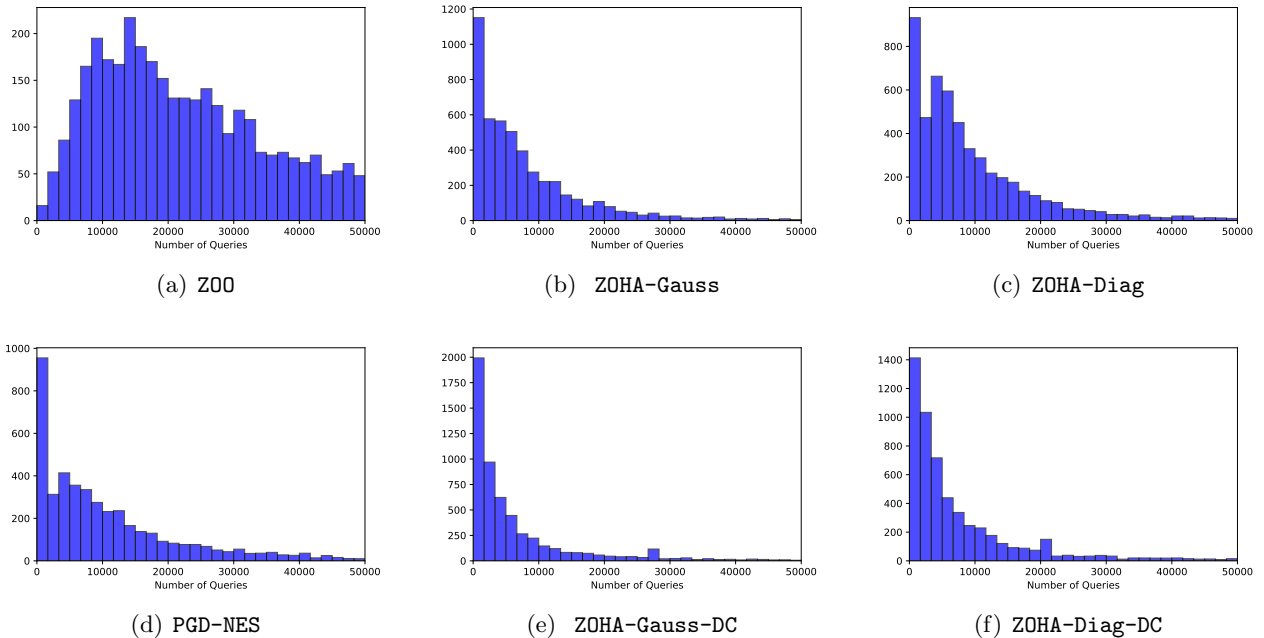 200
150
100
50
0
0 10000 20000 30000 40000 50000
Number of Queries
(a) ZOO
1200
1000
800
600
400
200
0
0 10000 20000 30000 40000 50000
Number of Queries
(b) ZOHA-Gauss
800
600
400
200
0
0 10000 20000 30000 40000 50000
Number of Queries
(c) ZOHA-Diag
1000
800
600
400
200
0
0 10000 20000 30000 40000 50000
Number of Queries
(d) PGD-NES
2000
1750
1500
1250
1000
750
500
250
0
0 10000 20000 30000 40000 50000
Number of Queries
(e) ZOHA-Gauss-DC
1400
1200
1000
800
600
400
200
0
0 10000 20000 30000 40000 50000
Number of Queries
(f) ZOHA-Diag-DC